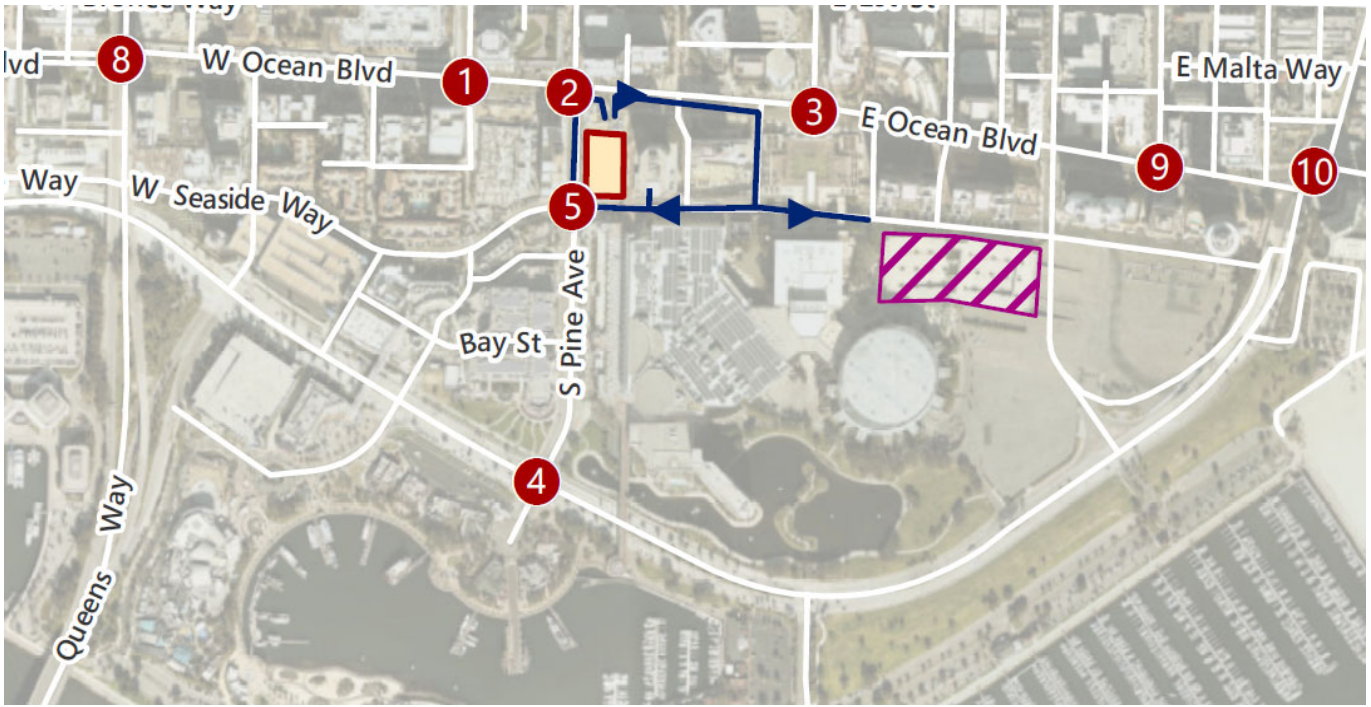 8
W Ocean Blvd
1
2
3
E Ocean Blvd
E Malta Way
9
10
Way
W Seaside Way
5
S Pine Ave
Bay St
4
Queens Way